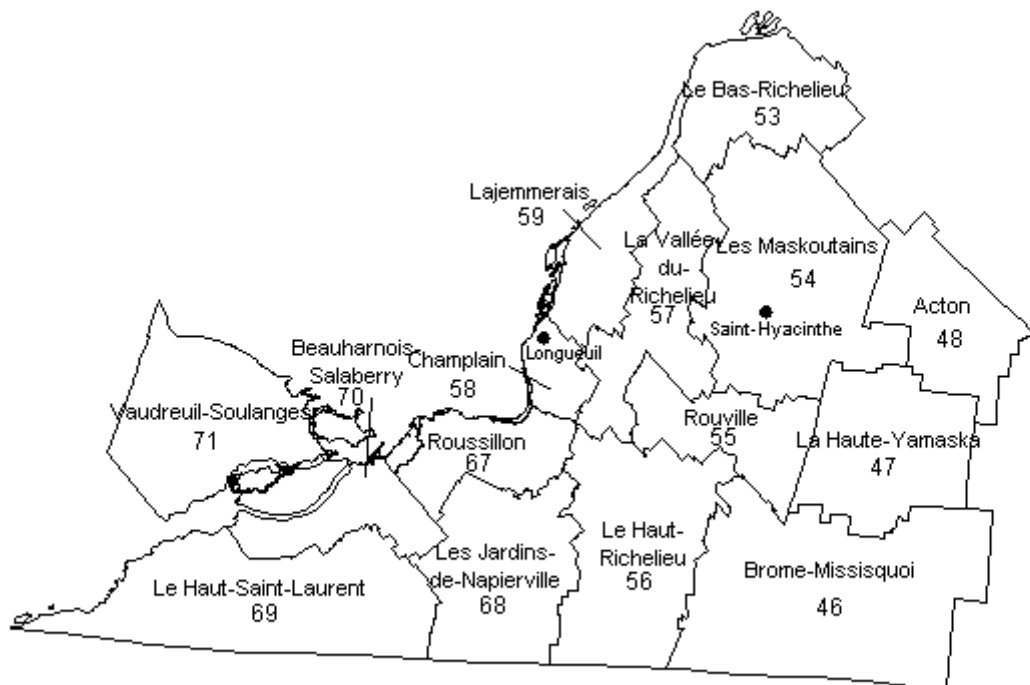 Le Bas-Richelieu
53
Lajemmerais
59
La Vallée
du-
Richelieu
57
Les Maskoutains
54
Saint-Hyacinthe
Acton
48
Beauharnois-
Salaberry
70
Champlain
58
Longueuil
Vaudreuil-Soulanges
71
Roussillon
67
Rouville
55
La Haute-Yamaska
47
Le Haut-Saint-Laurent
69
Les Jardins-
de-Napierville
68
Le Haut-
Richelieu
56
Brome-Missisquoi
46